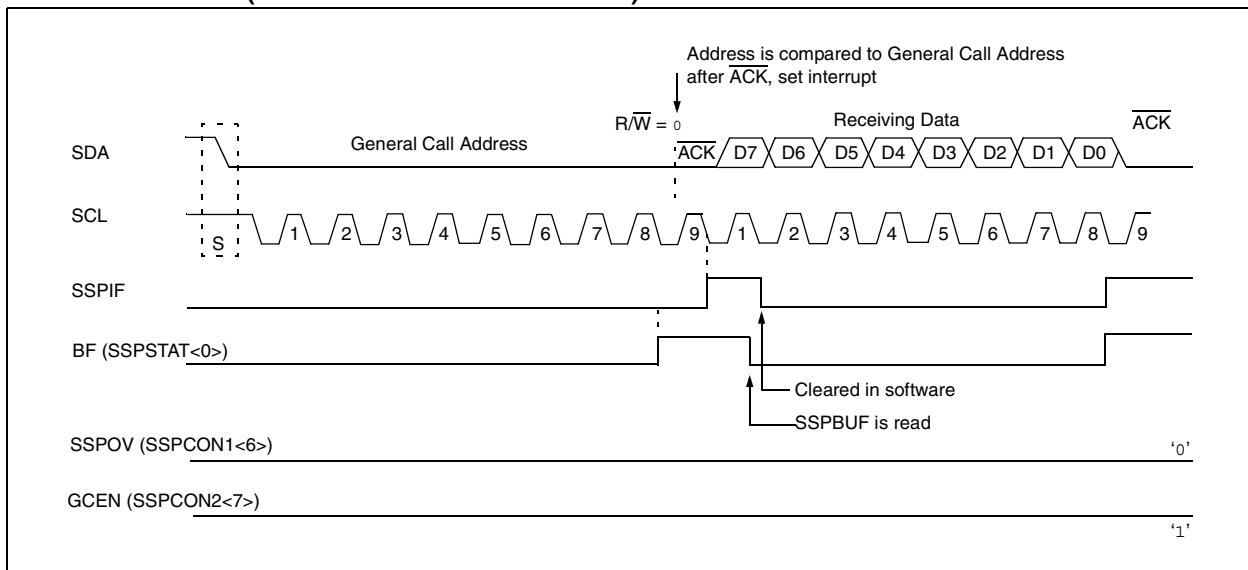 Address is compared to General Call Address
after ACK, set interrupt
R/W = 0
Receiving Data
ACK
SDA
General Call Address
ACK D7 D6 D5 D4 D3 D2 D1 D0
SCL
S
1 2 3 4 5 6 7 8 9 1 2 3 4 5 6 7 8 9
SSPIF
BF (SSPSTAT<0>)
Cleared in software
SSPBUF is read
SSPOV (SSPCON1<6>)
‘0’
GCEN (SSPCON2<7>)
‘1’